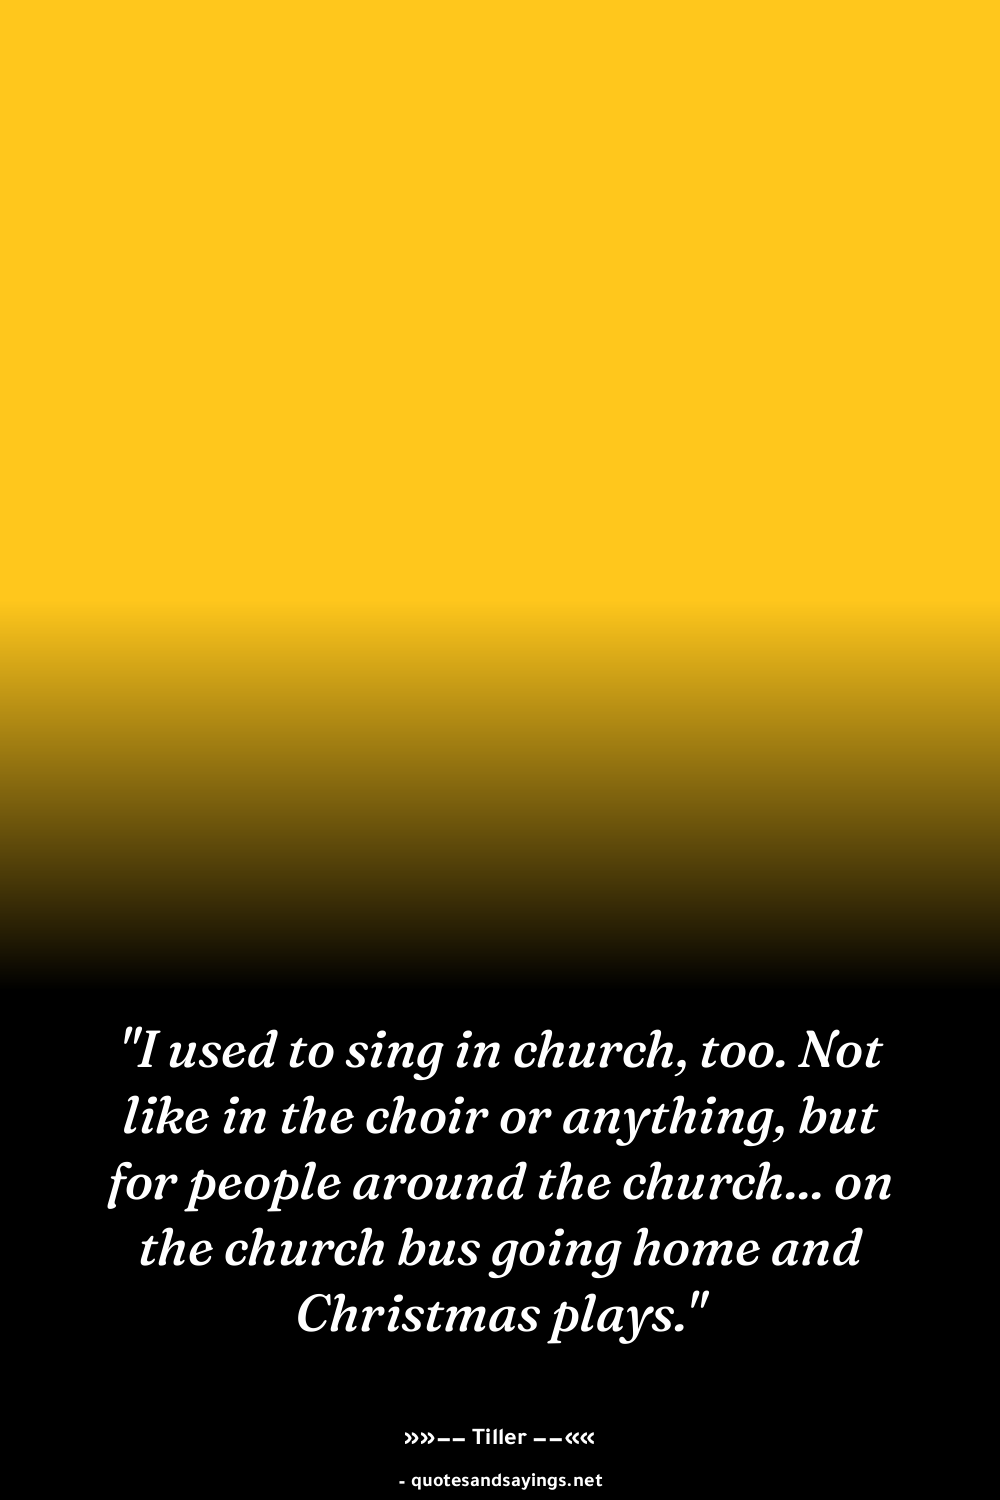 "I used to sing in church, too. Not
like in the choir or anything, but
for people around the church... on
the church bus going home and
Christmas plays."
»»–– Tiller ––««
- quotesandsayings.net